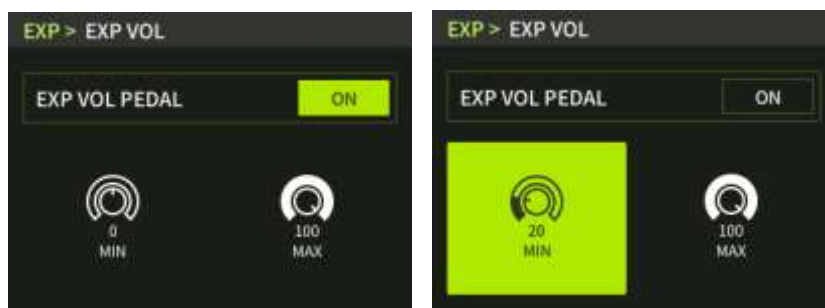 EXP > EXP VOL
EXP VOL PEDAL ON
0 100
MIN MAX
EXP > EXP VOL
EXP VOL PEDAL ON
20 100
MIN MAX